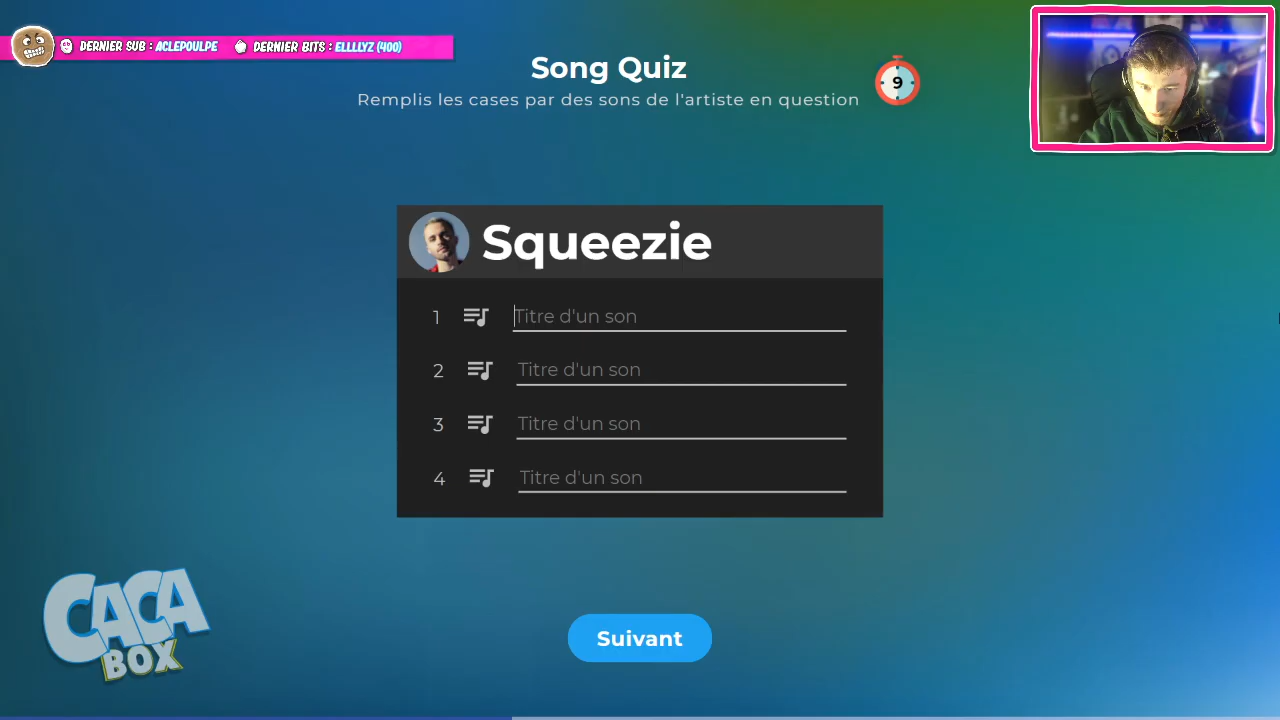 DERNIER SUB : ACLEPOULPE DERNIER BITS : ELLLLYZ (400)
Song Quiz
Remplis les cases par des sons de l'artiste en question
9
Squeezie
1 Titre d'un son
2 Titre d'un son
3 Titre d'un son
4 Titre d'un son
CACA
BOX
Suivant